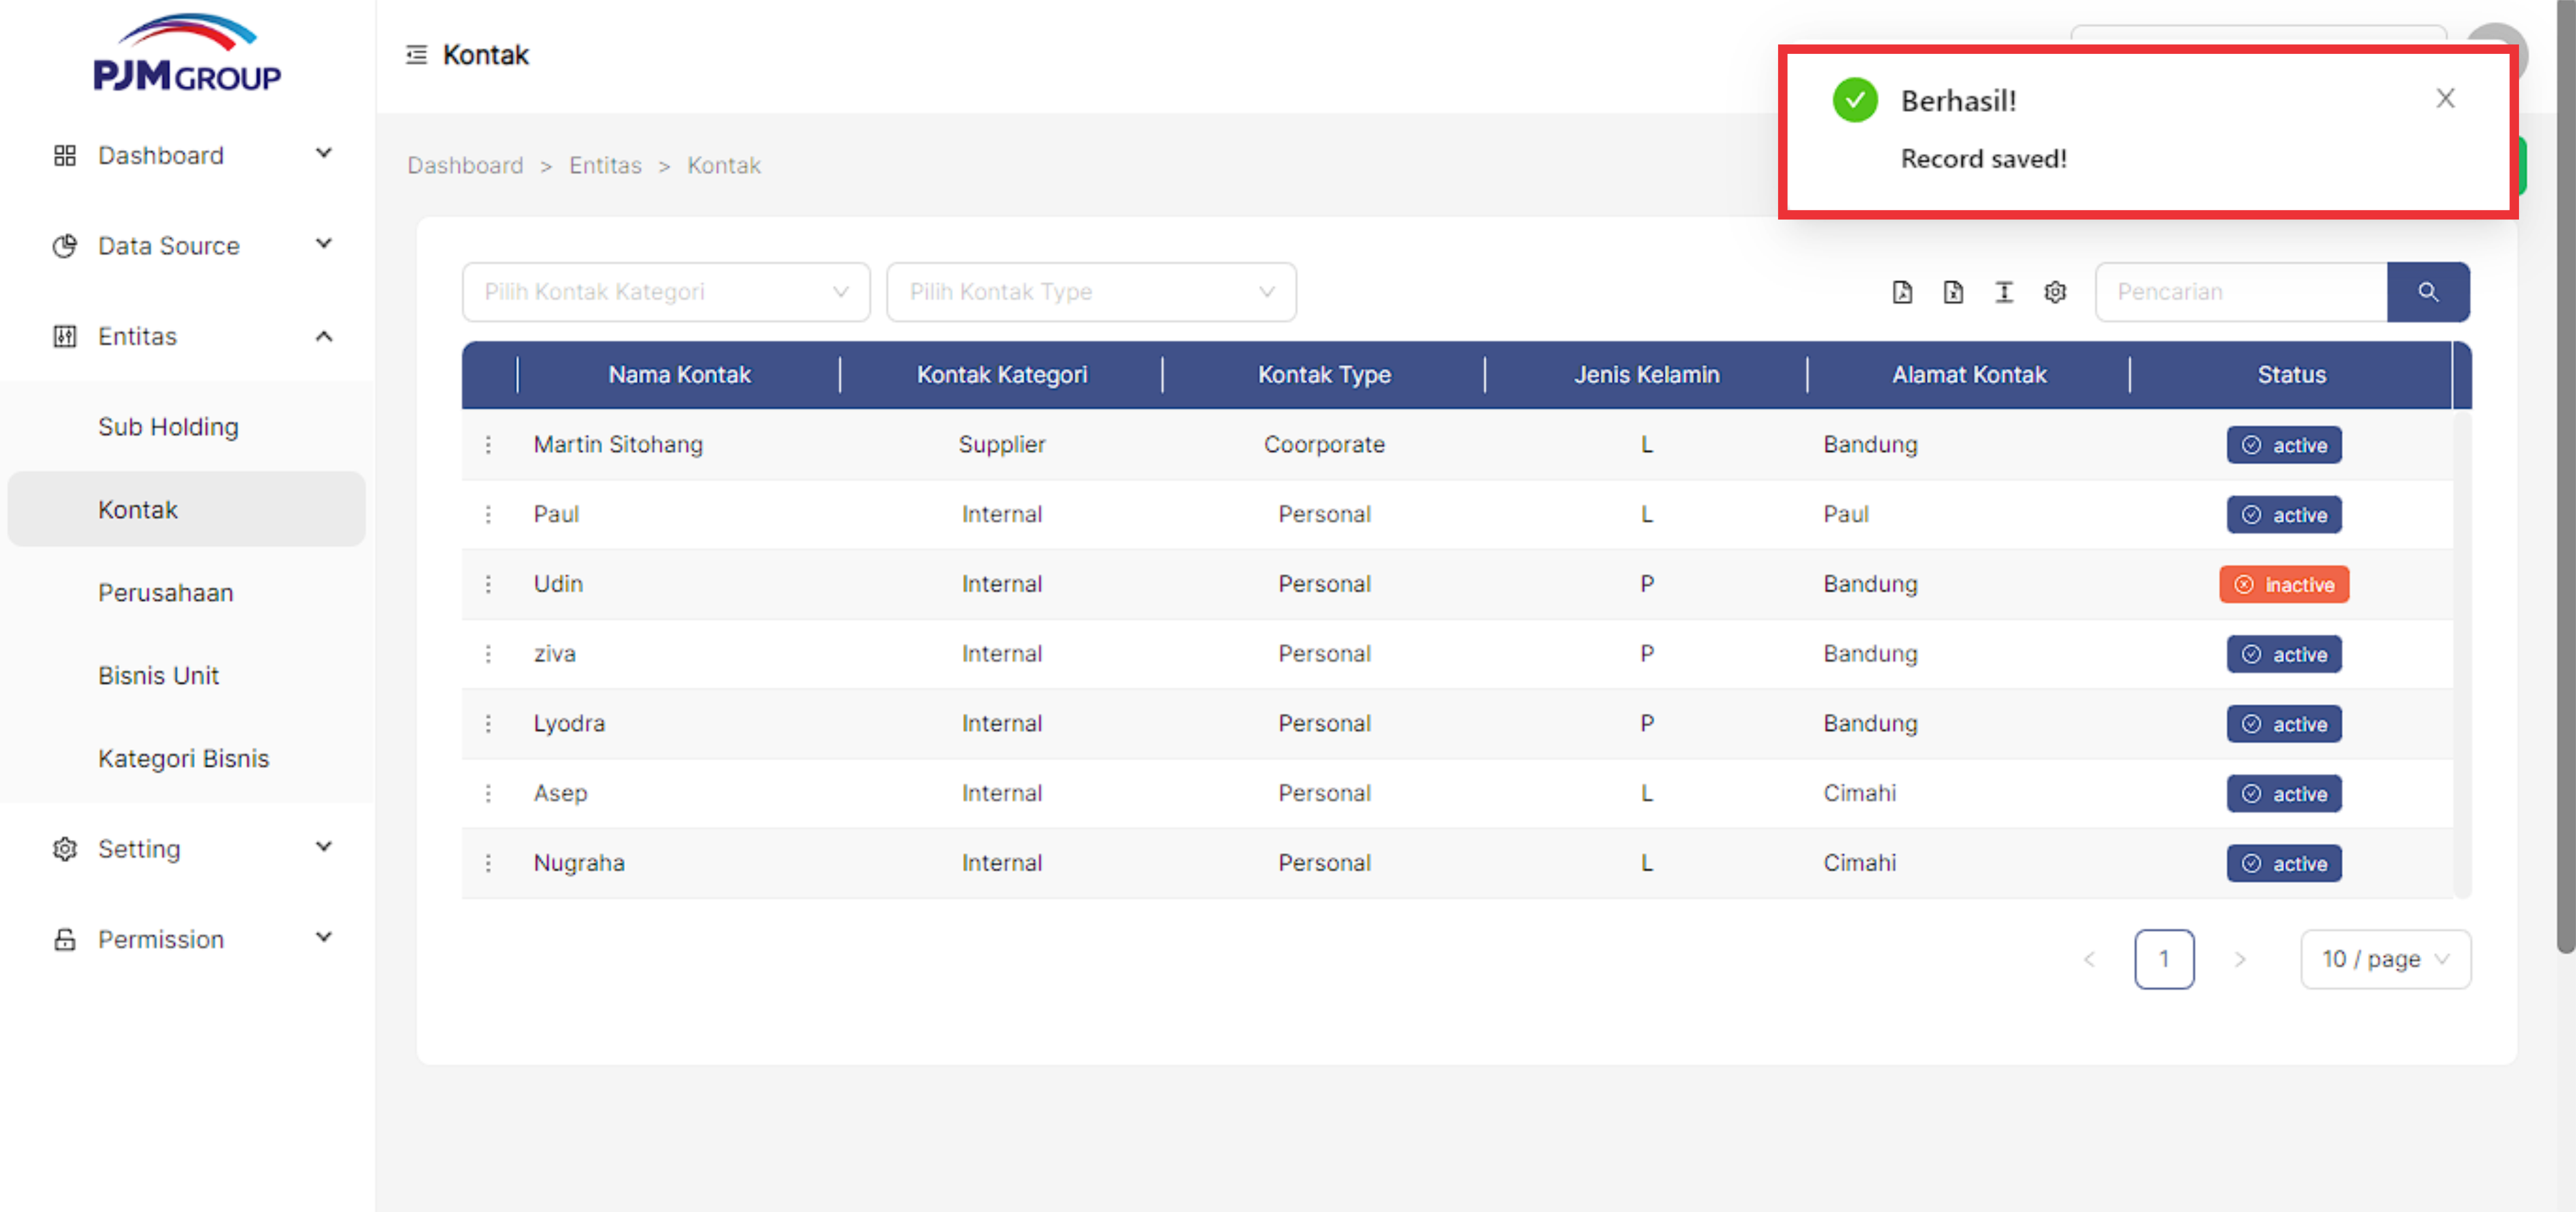 PJM GROUP
Kontak
Berhasil!
Record saved!
Dashboard
Data Source
Entitas
Sub Holding
Kontak
Perusahaan
Bisnis Unit
Kategori Bisnis
Setting
Permission
Dashboard > Entitas > Kontak
Pilih Kontak Kategori
Pilih Kontak Type
Pencarian
Nama Kontak Kontak Kategori Kontak Type Jenis Kelamin Alamat Kontak Status
Martin Sitohang Supplier Coorporate L Bandung active
Paul Internal Personal L Paul active
Udin Internal Personal P Bandung inactive
ziva Internal Personal P Bandung active
Lyodra Internal Personal P Bandung active
Asep Internal Personal L Cimahi active
Nugraha Internal Personal L Cimahi active
< 1 > 10 / page